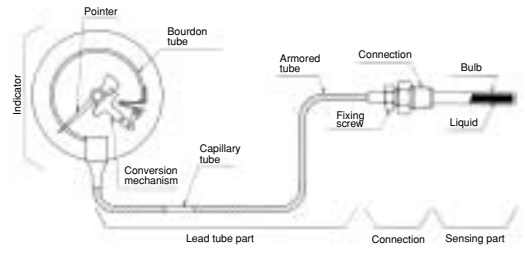 Pointer
Bourdon
tube
Indicator
Conversion
mechanism
Capillary
tube
Armored
tube
Connection
Fixing
screw
Bulb
Liquid
Lead tube part
Connection
Sensing part